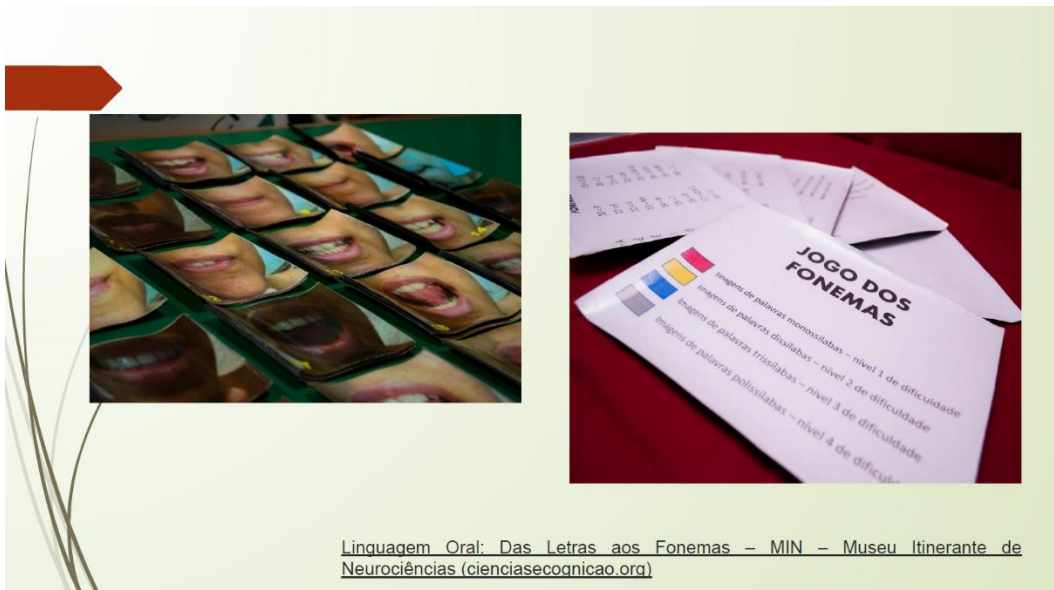 JOGO DOS
FONEMAS
Imagens de palavras monossílabas – nível 1 de dificuldade
Imagens de palavras dissílabas – nível 2 de dificuldade
Imagens de palavras trissílabas – nível 3 de dificuldade
Imagens de palavras polissílabas – nível 4 de
Linguagem Oral: Das Letras aos Fonemas – MIN – Museu Itinerante de
Neurociências (cienciasecognicao.org)